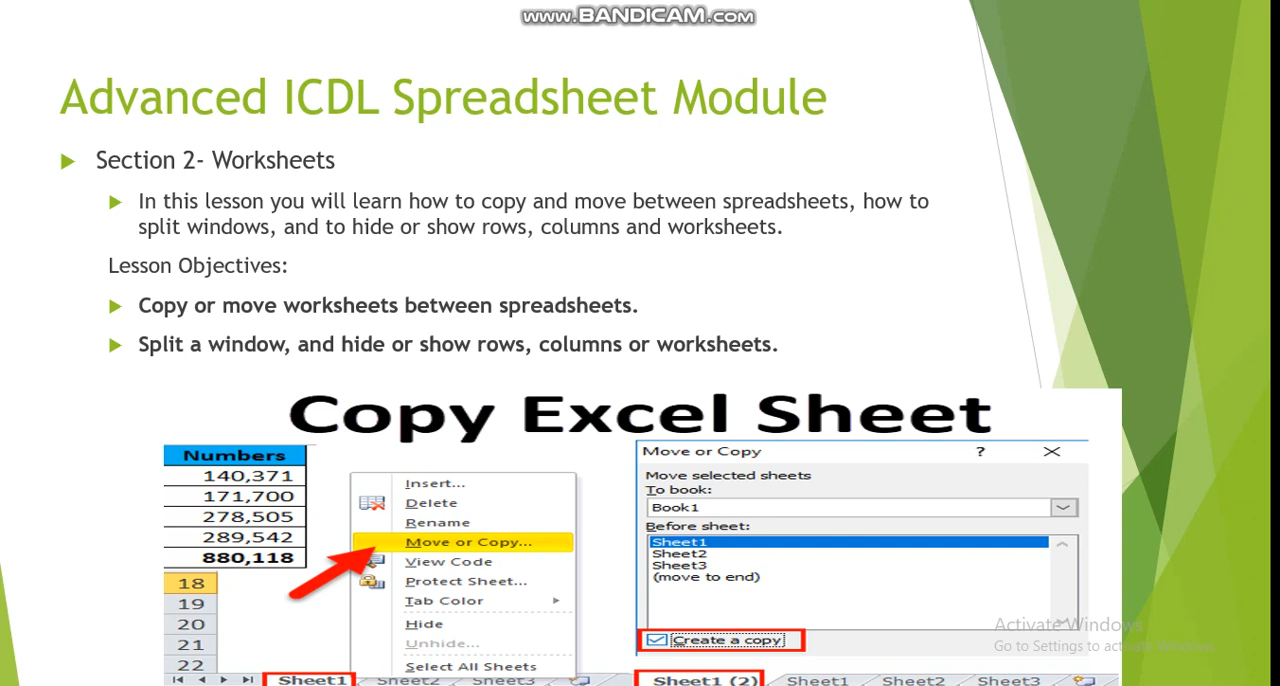 www.BANDICAM.com
Advanced ICDL Spreadsheet Module
Section 2- Worksheets
In this lesson you will learn how to copy and move between spreadsheets, how to
split windows, and to hide or show rows, columns and worksheets.
Lesson Objectives:
Copy or move worksheets between spreadsheets.
Split a window, and hide or show rows, columns or worksheets.
Copy Excel Sheet
Numbers
140,371
171,700
278,505
289,542
880,118
18
19
20
21
22
Insert...
Delete
Rename
Move or Copy...
View Code
Protect Sheet...
Tab Color
Hide
Unhide...
Select All Sheets
Sheet1 Sheet2 Sheet3
Move or Copy ?
Move selected sheets
To book:
Book1
Before sheet:
Sheet1
Sheet2
Sheet3
(move to end)
Create a copy
Sheet1 (2) Sheet1 Sheet2 Sheet3
Activate Windows
Go to Settings to activate Windows.